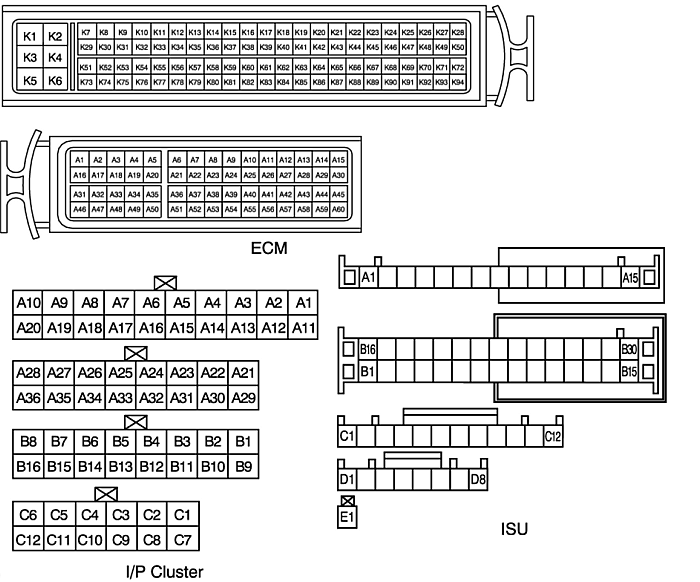 K1 K2 K7 K8 K9 K10 K11 K12 K13 K14 K15 K16 K17 K18 K19 K20 K21 K22 K23 K24 K25 K26 K27 K28
K3 K4 K29 K30 K31 K32 K33 K34 K35 K36 K37 K38 K39 K40 K41 K42 K43 K44 K45 K46 K47 K48 K49 K50
K51 K52 K53 K54 K55 K56 K57 K58 K59 K60 K61 K62 K63 K64 K65 K66 K67 K68 K69 K70 K71 K72
K5 K6 K73 K74 K75 K76 K77 K78 K79 K80 K81 K82 K83 K84 K85 K86 K87 K88 K89 K90 K91 K92 K93 K94
A1 A2 A3 A4 A5 A6 A7 A8 A9 A10 A11 A12 A13 A14 A15
A16 A17 A18 A19 A20 A21 A22 A23 A24 A25 A26 A27 A28 A29 A30
A31 A32 A33 A34 A35 A36 A37 A38 A39 A40 A41 A42 A43 A44 A45
A46 A47 A48 A49 A50 A51 A52 A53 A54 A55 A56 A57 A58 A59 A60
ECM
A10 A9 A8 A7 A6 A5 A4 A3 A2 A1
A20 A19 A18 A17 A16 A15 A14 A13 A12 A11
A28 A27 A26 A25 A24 A23 A22 A21
A36 A35 A34 A33 A32 A31 A30 A29
B8 B7 B6 B5 B4 B3 B2 B1
B16 B15 B14 B13 B12 B11 B10 B9
C6 C5 C4 C3 C2 C1
C12 C11 C10 C9 C8 C7
I/P Cluster
A1 A15
B16 B30
B1 B15
C1 C12
D1 D8
E1
ISU